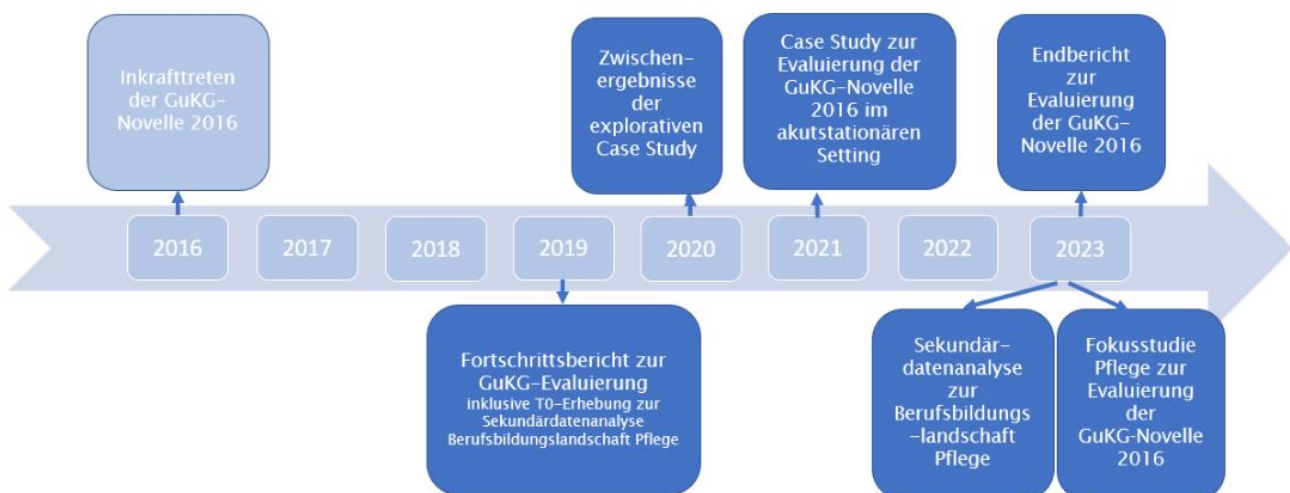 Inkrafttreten
der GuKG-
Novelle 2016
Zwischen-
ergebnisse
der
explorativen
Case Study
Case Study zur
Evaluierung der
GuKG-Novelle
2016 im
akutstationären
Setting
Endbericht
zur
Evaluierung
der GuKG-
Novelle 2016
2016
2017
2018
2019
2020
2021
2022
2023
Fortschrittsbericht zur
GuKG-Evaluierung
inklusive T0-Erhebung zur
Sekundärdatenanalyse
Berufsbildungslandschaft Pflege
Sekundär-
datenanalyse
zur
Berufsbildungs
-landschaft
Pflege
Fokusstudie
Pflege zur
Evaluierung
der
GuKG-Novelle
2016